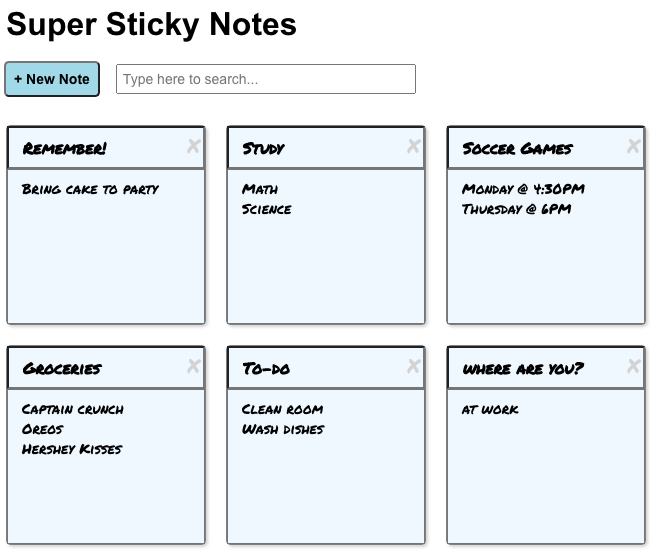 Super Sticky Notes
+ New Note
Type here to search...
Remember!
Bring cake to party
Study
Math
Science
Soccer Games
Monday @ 4:30PM
Thursday @ 6PM
Groceries
Captain crunch
Oreos
Hershey Kisses
To-do
Clean room
Wash dishes
where are you?
at work